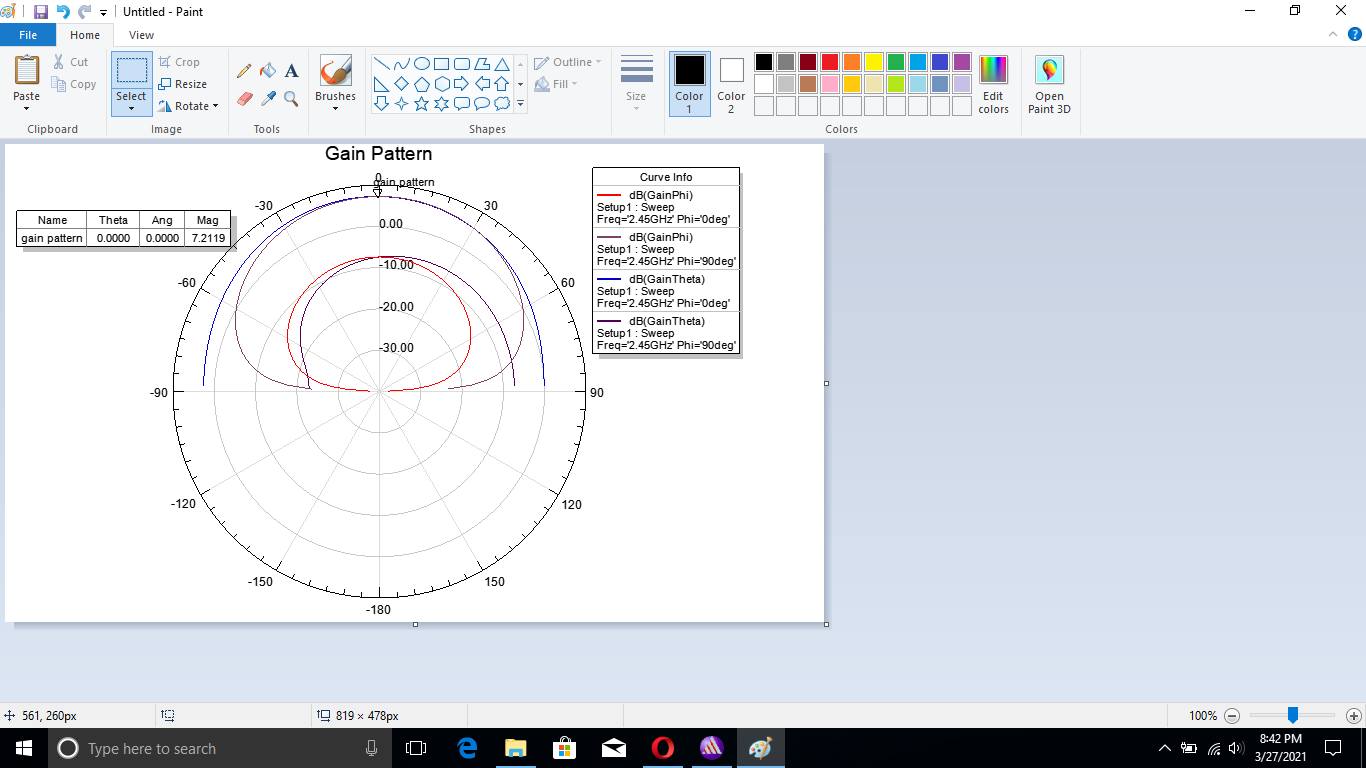 Untitled - Paint
File Home View
Paste
Cut
Copy
Clipboard
Select
Crop
Resize
Rotate
Image
A
Tools
Brushes
Outline
Fill
Shapes
Size
Color
1
Color
2
Edit
colors
Colors
Open
Paint 3D
Gain Pattern
0
gain pattern
-30
30
-60
60
-90
90
-120
120
-150
150
-180
0.00
-10.00
-20.00
-30.00
Name Theta Ang Mag
gain pattern 0.0000 0.0000 7.2119
Curve Info
dB(GainPhi)
Setup1 : Sweep
Freq='2.45GHz' Phi='0deg'
dB(GainPhi)
Setup1 : Sweep
Freq='2.45GHz' Phi='90deg'
dB(GainTheta)
Setup1 : Sweep
Freq='2.45GHz' Phi='0deg'
dB(GainTheta)
Setup1 : Sweep
Freq='2.45GHz' Phi='90deg'
561, 260px
819 × 478px
100%
Type here to search
8:42 PM
3/27/2021